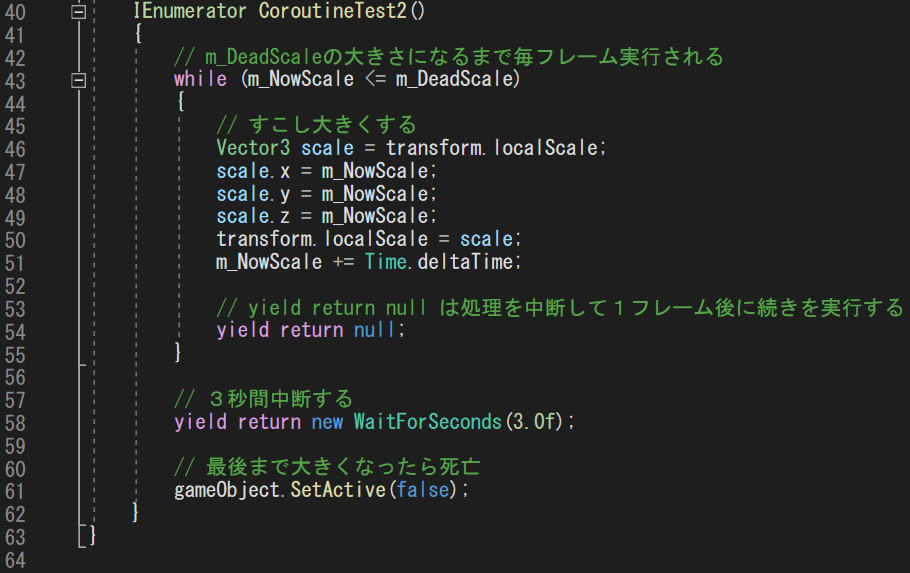 40 IEnumerator CoroutineTest2()
41 {
42 // m_DeadScaleの大きさになるまで毎フレーム実行される
43 while (m_NowScale <= m_DeadScale)
44 {
45 // すこし大きくする
46 Vector3 scale = transform.localScale;
47 scale.x = m_NowScale;
48 scale.y = m_NowScale;
49 scale.z = m_NowScale;
50 transform.localScale = scale;
51 m_NowScale += Time.deltaTime;
52
53 // yield return null は処理を中断して１フレーム後に続きを実行する
54 yield return null;
55 }
56
57 // ３秒間中断する
58 yield return new WaitForSeconds(3.0f);
59
60 // 最後まで大きくなったら死亡
61 gameObject.SetActive(false);
62 }
63 }
64